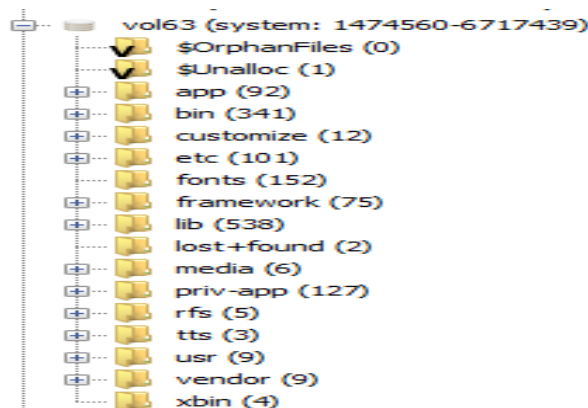 vol63 (system: 1474560-6717439)
$OrphanFiles (0)
$Unalloc (1)
app (92)
bin (341)
customize (12)
etc (101)
fonts (152)
framework (75)
lib (538)
lost+found (2)
media (6)
priv-app (127)
rfs (5)
tts (3)
usr (9)
vendor (9)
xbin (4)